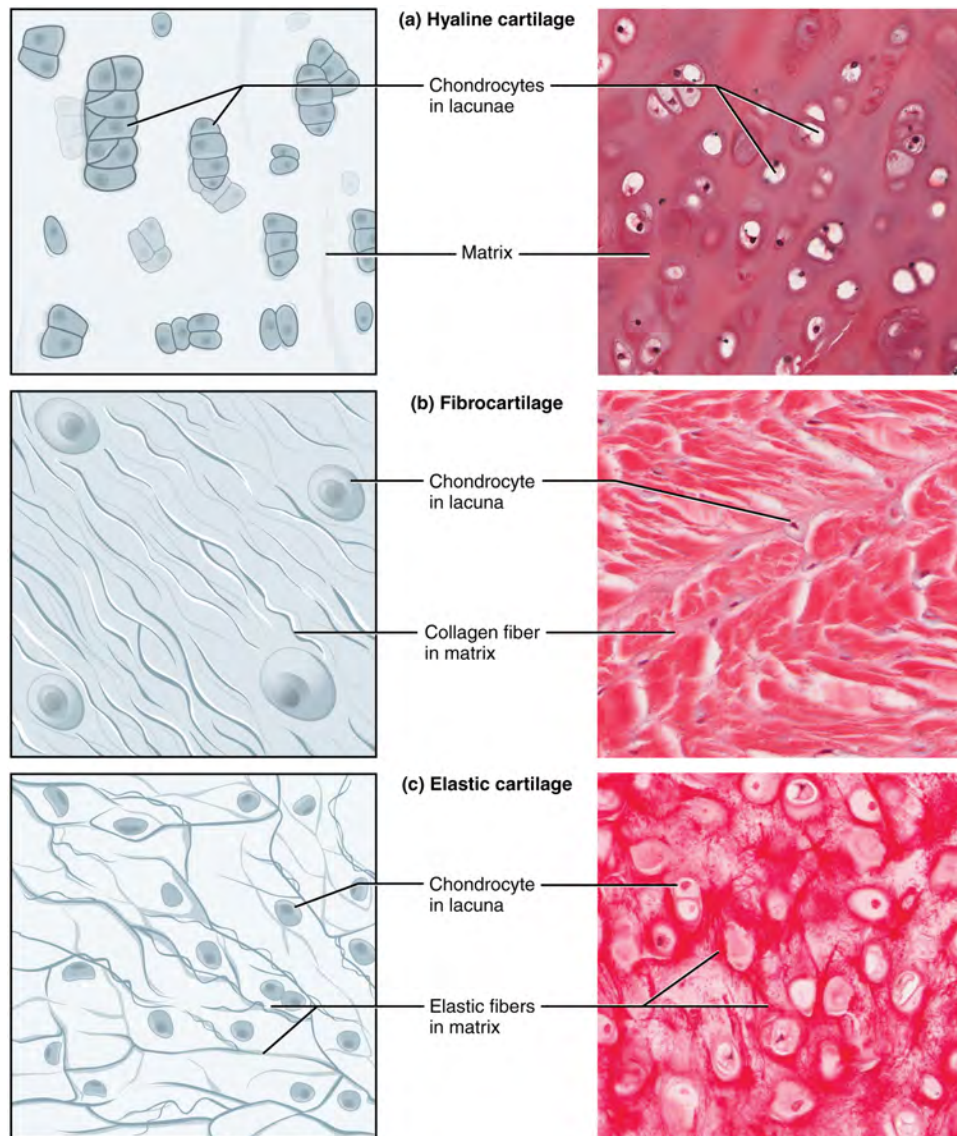 (a) Hyaline cartilage
Chondrocytes
in lacunae
Matrix
(b) Fibrocartilage
Chondrocyte
in lacuna
Collagen fiber
in matrix
(c) Elastic cartilage
Chondrocyte
in lacuna
Elastic fibers
in matrix